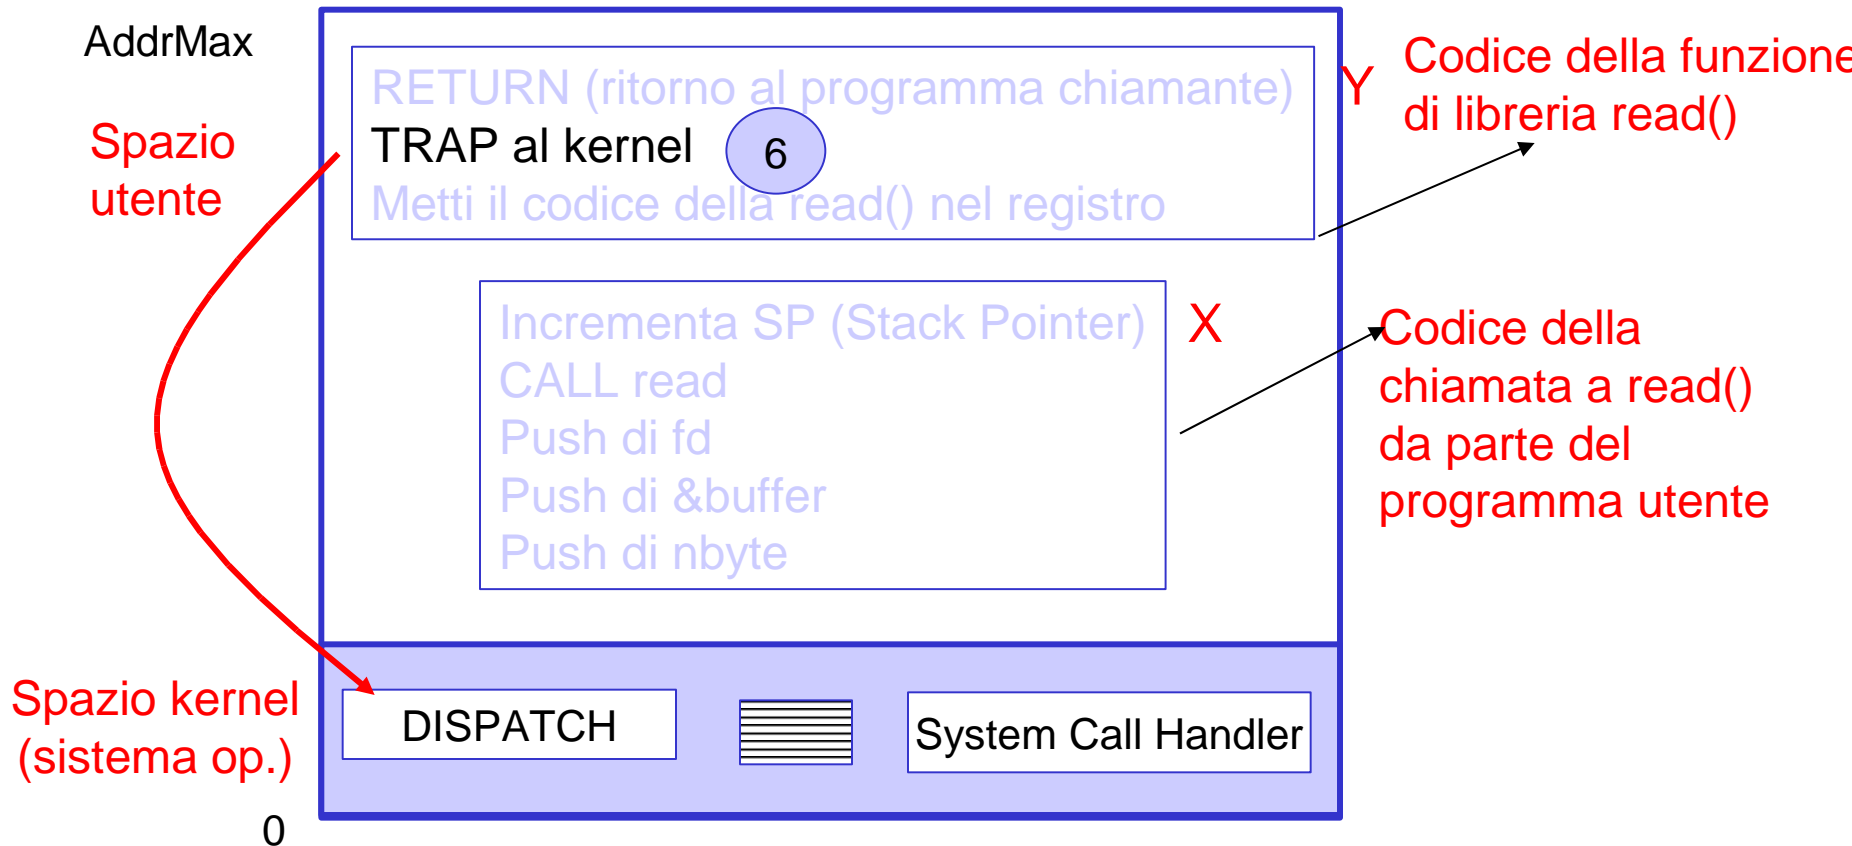 AddrMax
Spazio
utente
RETURN (ritorno al programma chiamante)
TRAP al kernel
6
Metti il codice della read() nel registro
Y
Codice della funzione
di libreria read()
Incrementa SP (Stack Pointer)
CALL read
Push di fd
Push di &buffer
Push di nbyte
X
Codice della
chiamata a read()
da parte del
programma utente
Spazio kernel
(sistema op.)
DISPATCH
System Call Handler
0